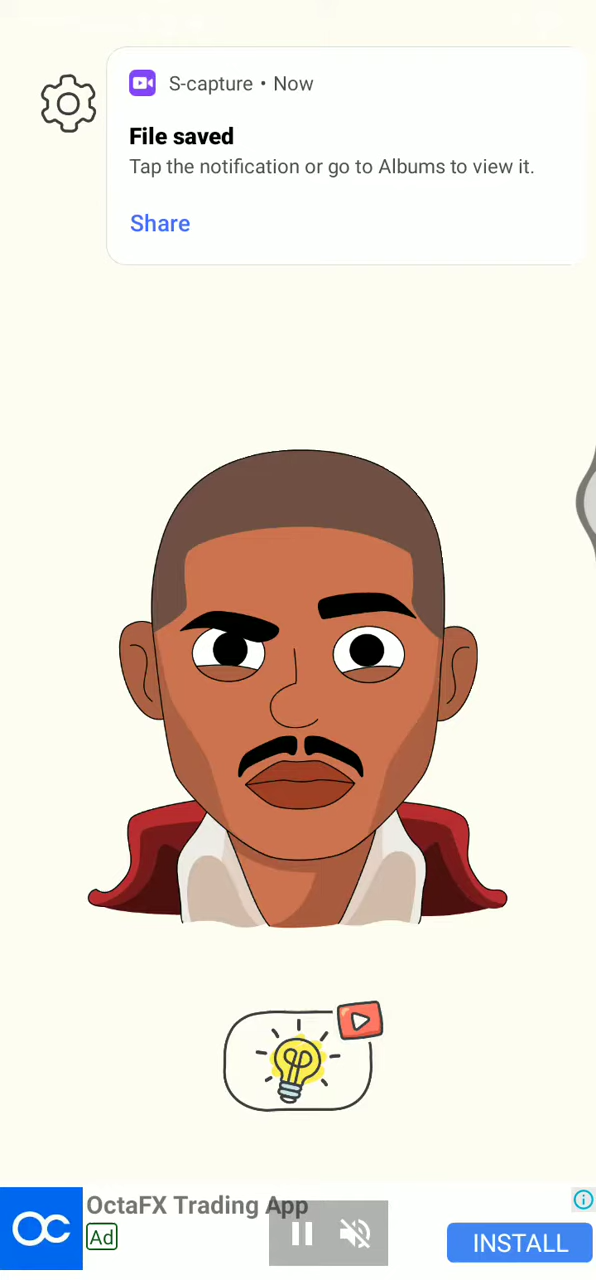 S-capture • Now
File saved
Tap the notification or go to Albums to view it.
Share
OctaFX Trading App
Ad
INSTALL